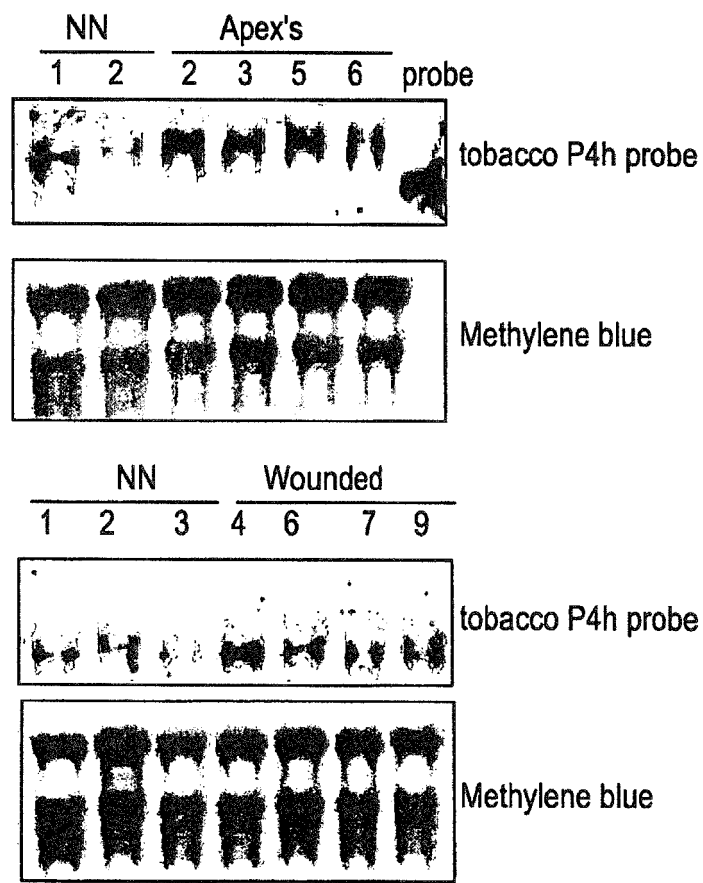 NN Apex's
1 2 2 3 5 6 probe
tobacco P4h probe
Methylene blue
NN Wounded
1 2 3 4 6 7 9
tobacco P4h probe
Methylene blue